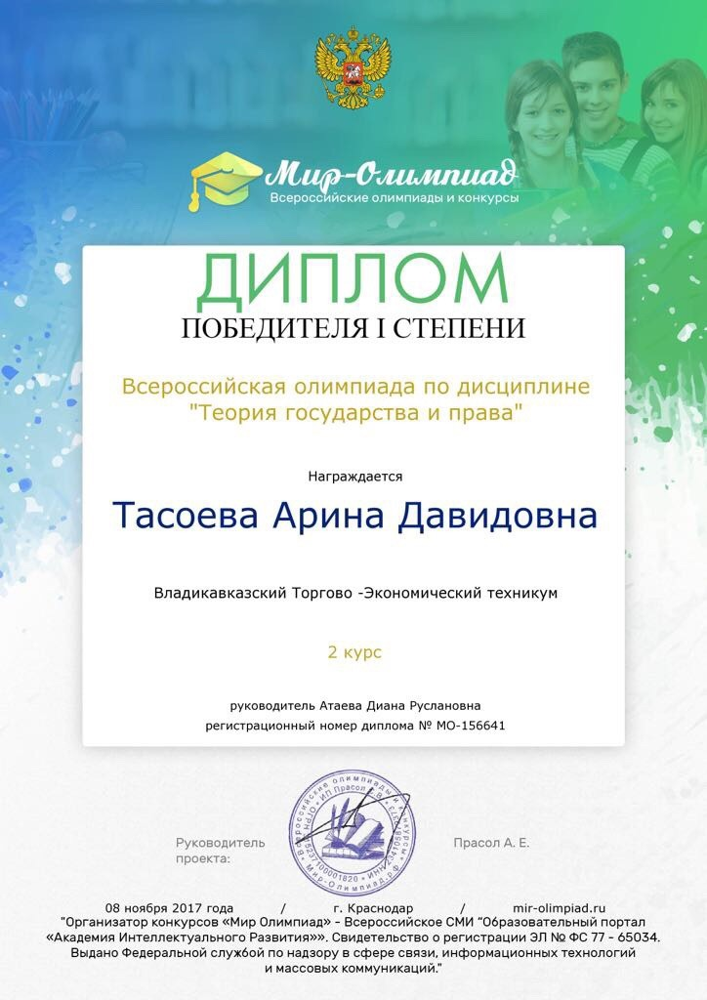 Мир-Олимпиад
Всероссийские олимпиады и конкурсы
ДИПЛОМ
ПОБЕДИТЕЛЯ I СТЕПЕНИ
Всероссийская олимпиада по дисциплине
"Теория государства и права"
Награждается
Тасоева Арина Давидовна
Владикавказский Торгово -Экономический техникум
2 курс
руководитель Атаева Диана Руслановна
регистрационный номер диплома № МО-156641
Руководитель
проекта:
Прасол А. Е.
08 ноября 2017 года / г. Краснодар / mir-olimpiad.ru
"Организатор конкурсов «Мир Олимпиад» - Всероссийское СМИ "Образовательный портал
«Академия Интеллектуального Развития»». Свидетельство о регистрации ЭЛ № ФС 77 - 65034.
Выдано Федеральной службой по надзору в сфере связи, информационных технологий
и массовых коммуникаций."